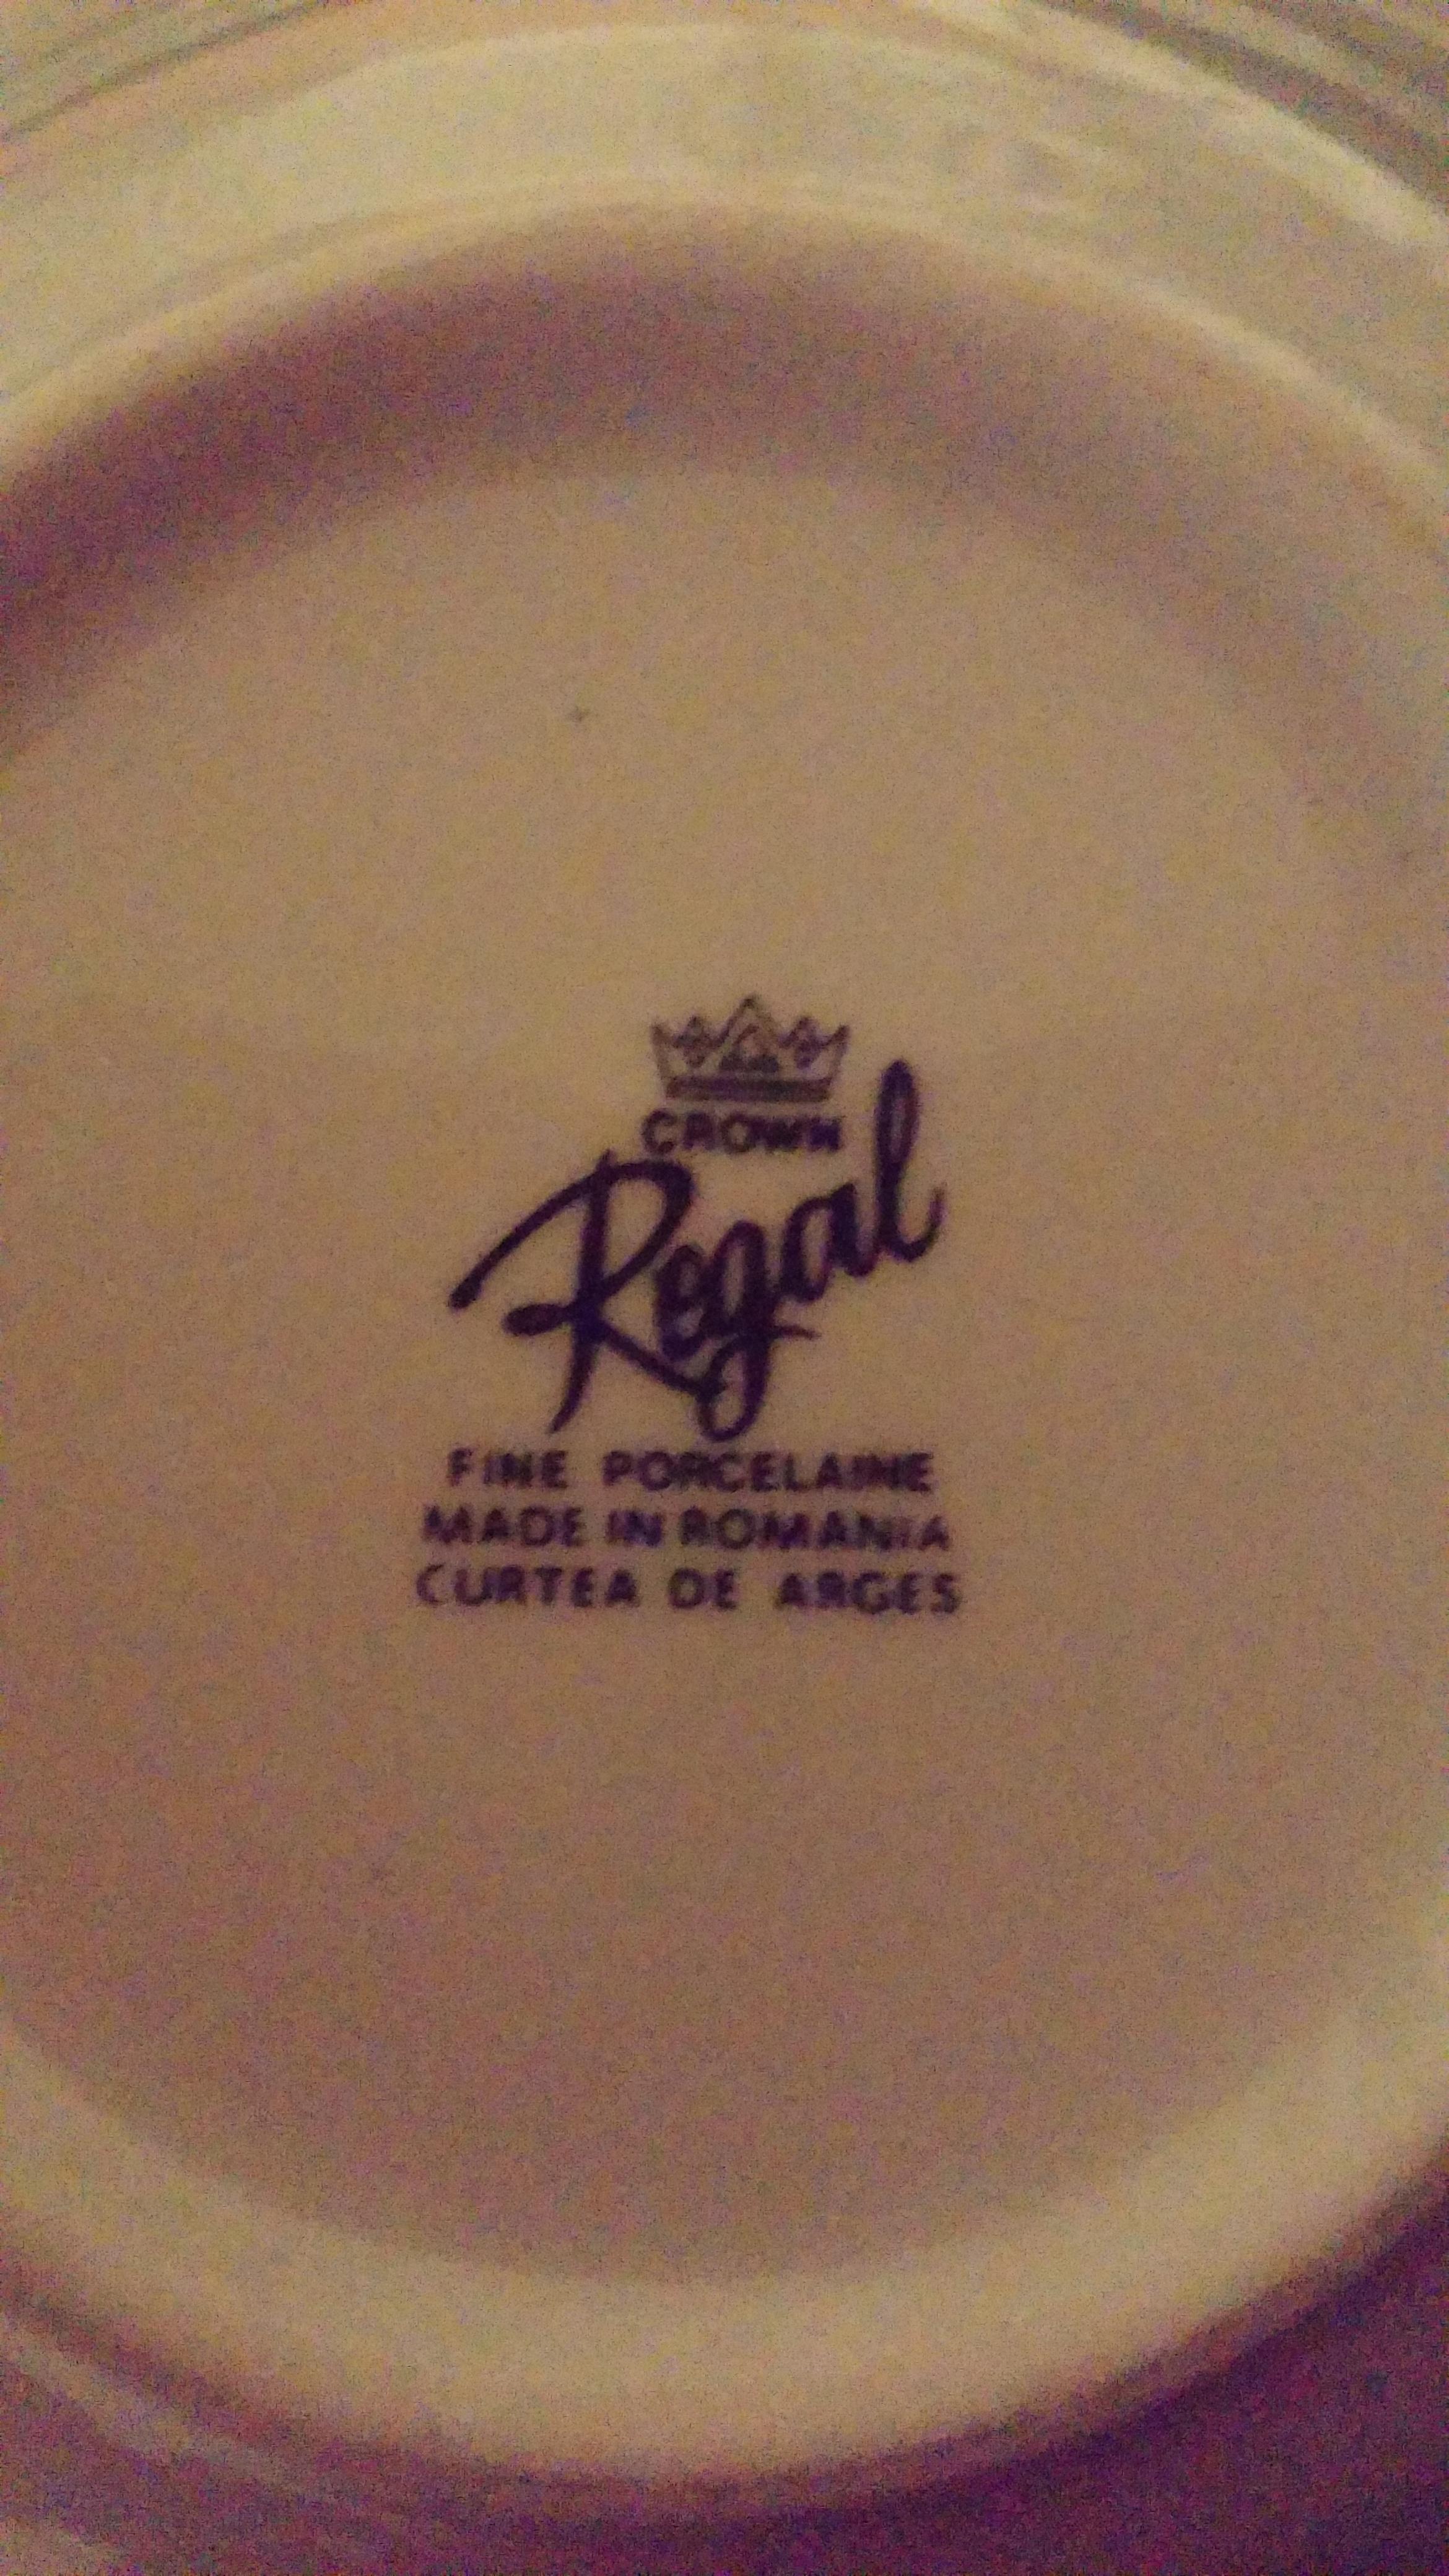 CROWN
Regal
FINE PORCELAINE
MADE IN ROMANIA
CURTEA DE ARGES